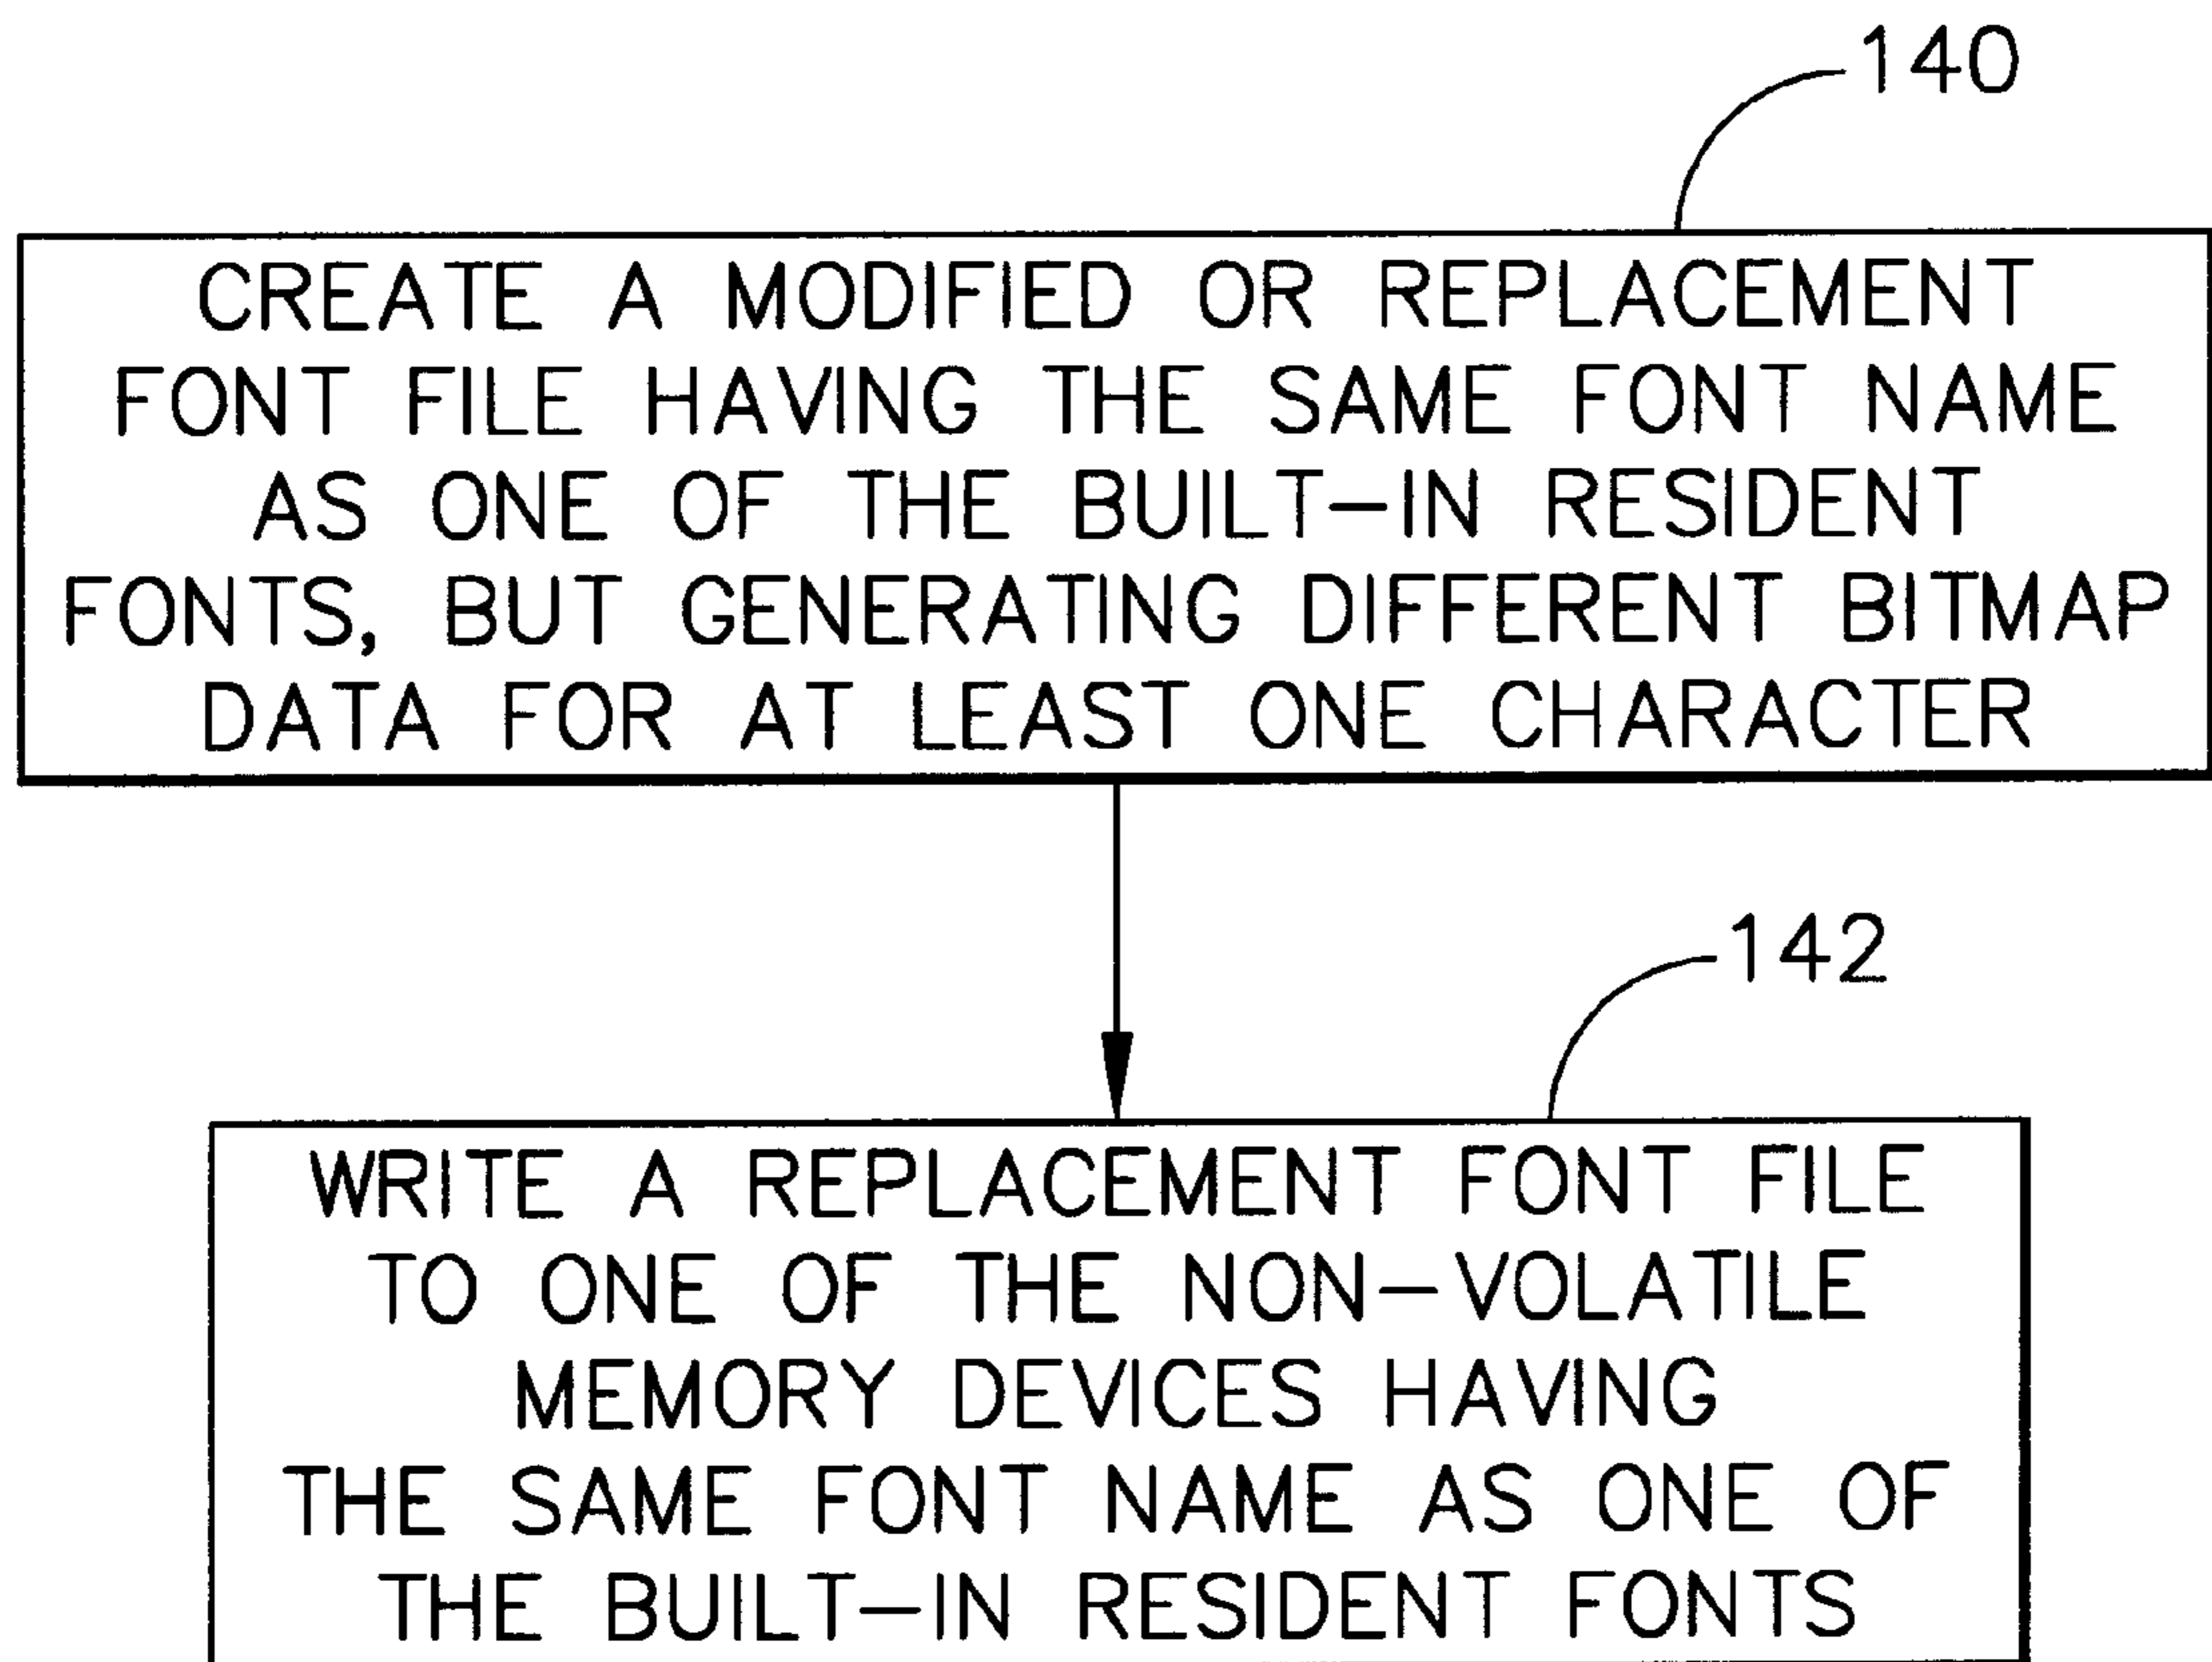 140
CREATE A MODIFIED OR REPLACEMENT
FONT FILE HAVING THE SAME FONT NAME
AS ONE OF THE BUILT–IN RESIDENT
FONTS, BUT GENERATING DIFFERENT BITMAP
DATA FOR AT LEAST ONE CHARACTER
142
WRITE A REPLACEMENT FONT FILE
TO ONE OF THE NON–VOLATILE
MEMORY DEVICES HAVING
THE SAME FONT NAME AS ONE OF
THE BUILT–IN RESIDENT FONTS